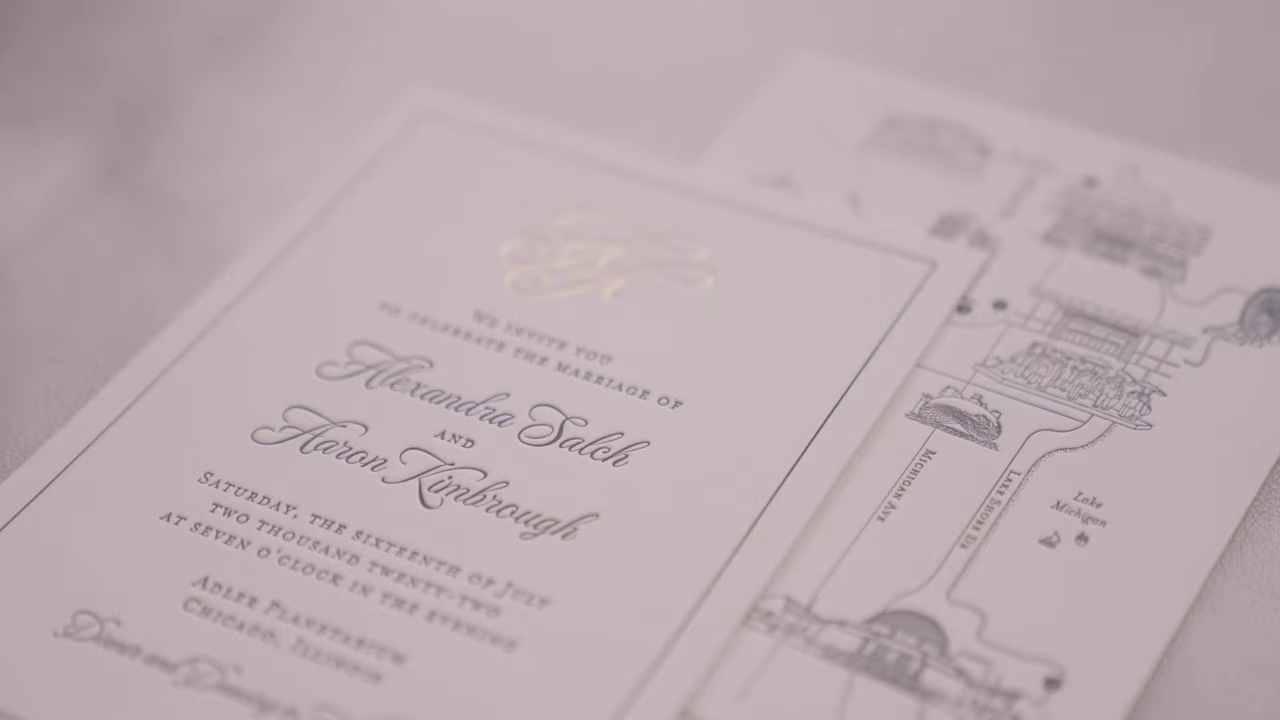 We invite you
to celebrate the marriage of
Alexandra Salch
and
Aaron Kimbrough
Saturday, the sixteenth of July
two thousand twenty-two
at seven o'clock in the evening
Adler Planetarium
Chicago, Illinois
Dinner and Dancing to
Michigan Ave
Lake Shore Dr
Lake
Michigan